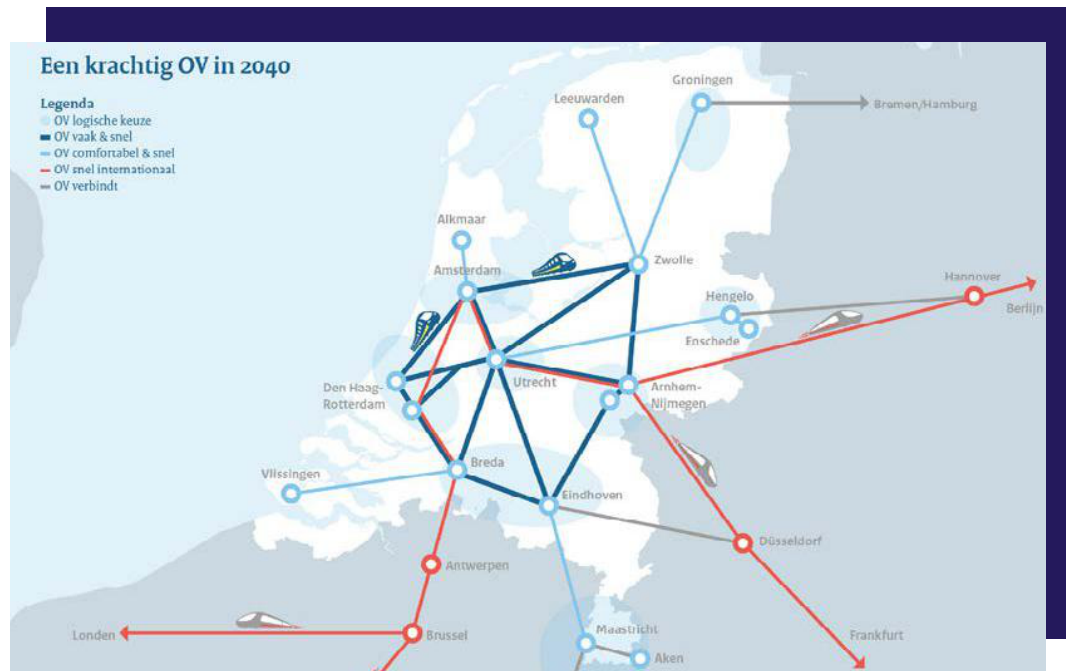 Een krachtig OV in 2040
Legenda
OV logische keuze
OV vaak & snel
OV comfortabel & snel
OV snel internationaal
OV verbindt
Groningen
Leeuwarden
Bremen/Hamburg
Alkmaar
Amsterdam
Zwolle
Hannover
Hengelo
Berlijn
Enschede
Utrecht
Den Haag-
Rotterdam
Arnhem-
Nijmegen
Breda
Vlissingen
Eindhoven
Düsseldorf
Antwerpen
Maastricht
Londen
Brussel
Frankfurt
Aken